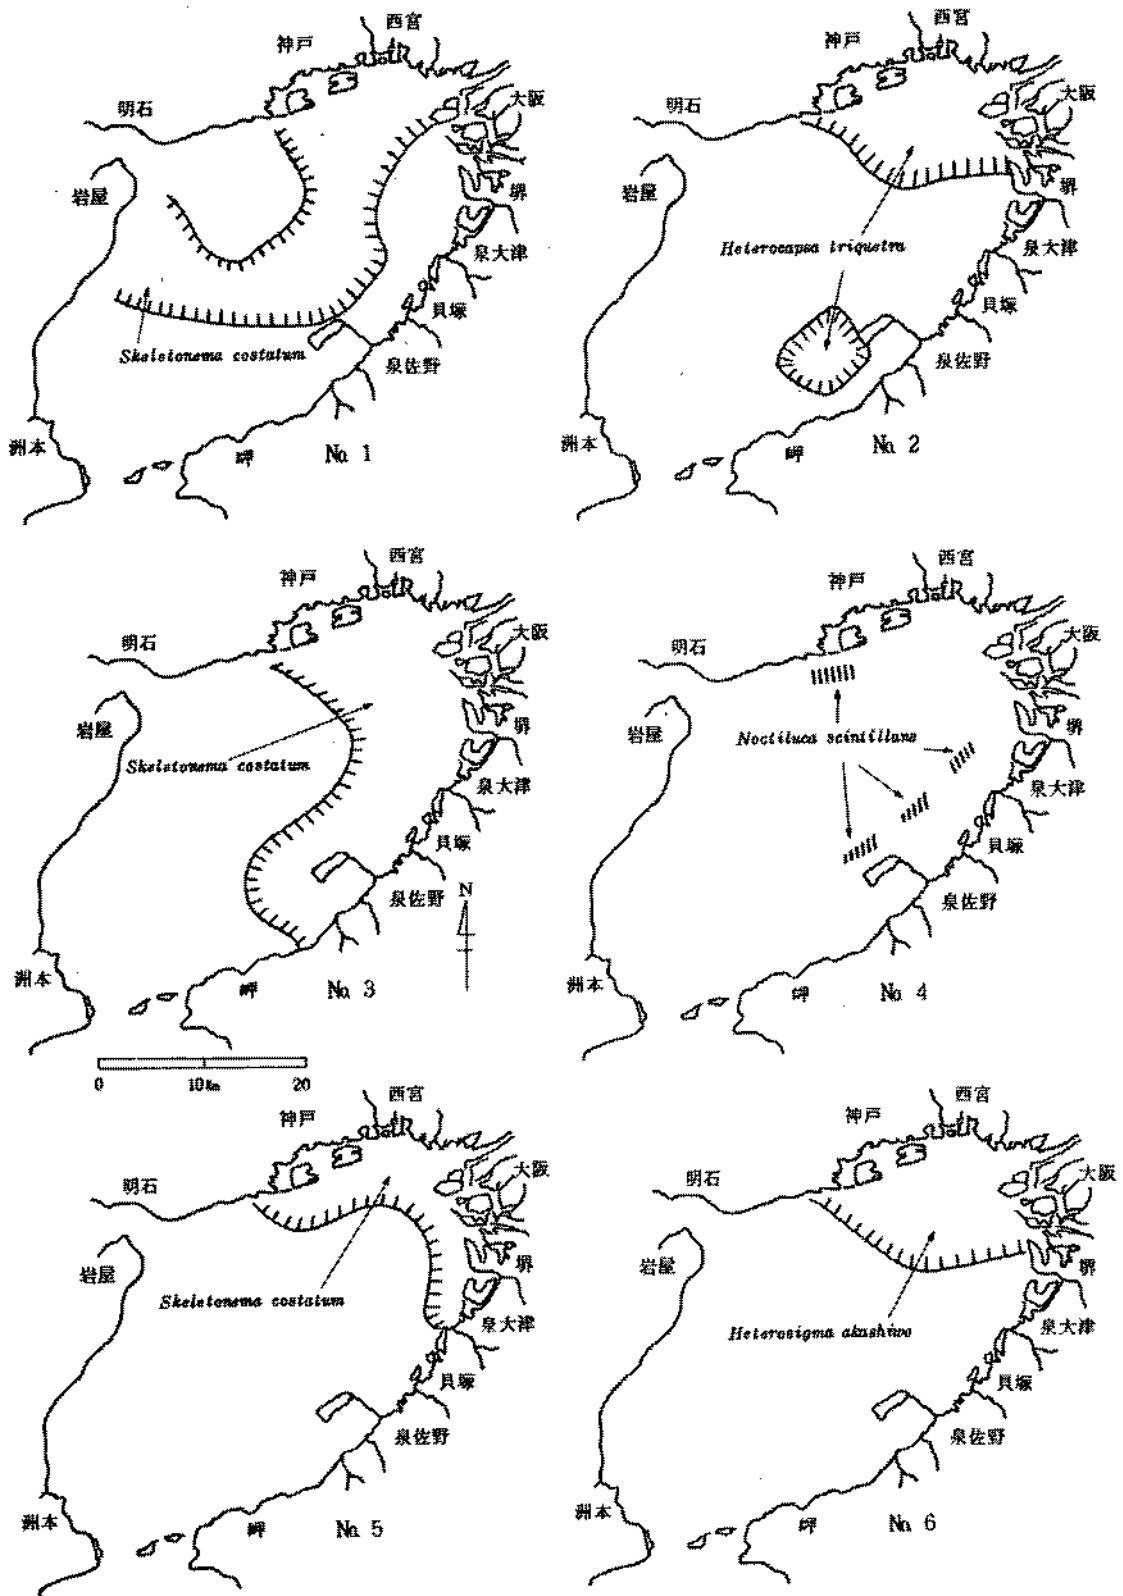 西宮
神戸
明石
大阪
岩屋
堺
泉大津
貝塚
Skeletonema costatum
泉佐野
洲本
岬
No. 1
西宮
神戸
明石
大阪
岩屋
堺
Heterocapsa triquetra
泉大津
貝塚
泉佐野
洲本
岬
No. 2
西宮
神戸
明石
大阪
岩屋
堺
Skeletonema costatum
泉大津
貝塚
泉佐野
N
洲本
岬
No. 3
0 10Km 20
西宮
神戸
明石
大阪
岩屋
堺
Noctiluca scintillans
泉大津
貝塚
泉佐野
洲本
岬
No. 4
西宮
神戸
明石
大阪
岩屋
堺
Skeletonema costatum
泉大津
貝塚
泉佐野
洲本
岬
No. 5
西宮
神戸
明石
大阪
岩屋
堺
Heterosigma akashiwo
泉大津
貝塚
泉佐野
洲本
岬
No. 6